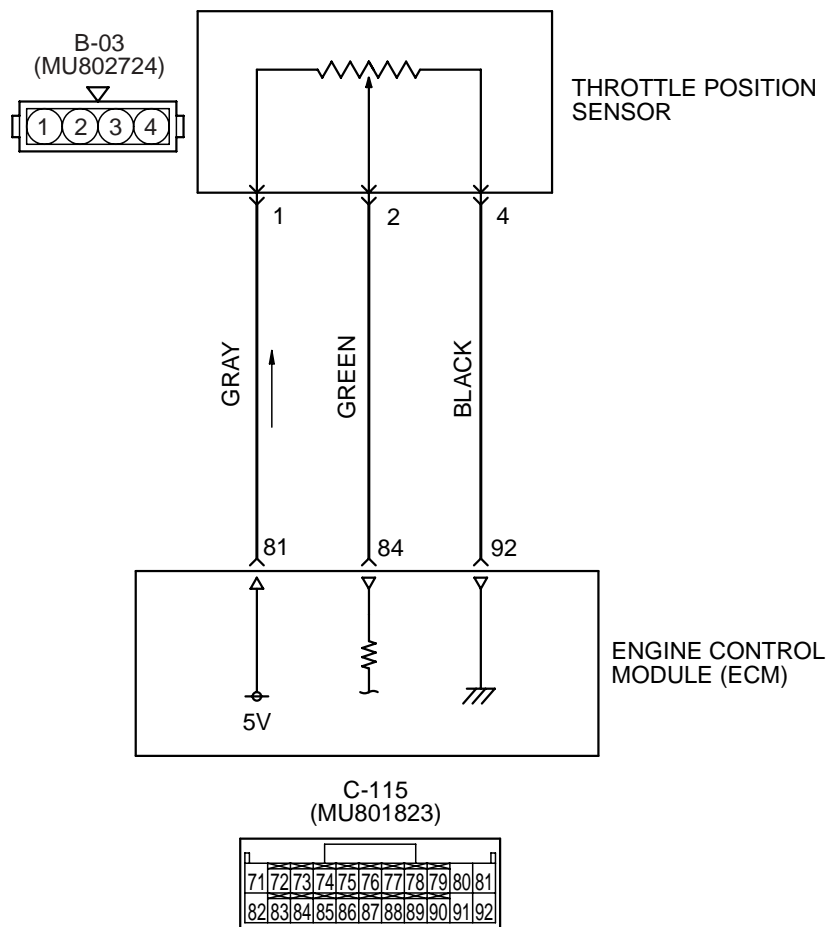 B-03
(MU802724)
1 2 3 4
THROTTLE POSITION
SENSOR
1 2 4
GRAY
GREEN
BLACK
81 84 92
5V
ENGINE CONTROL
MODULE (ECM)
C-115
(MU801823)
71 72 73 74 75 76 77 78 79 80 81
82 83 84 85 86 87 88 89 90 91 92